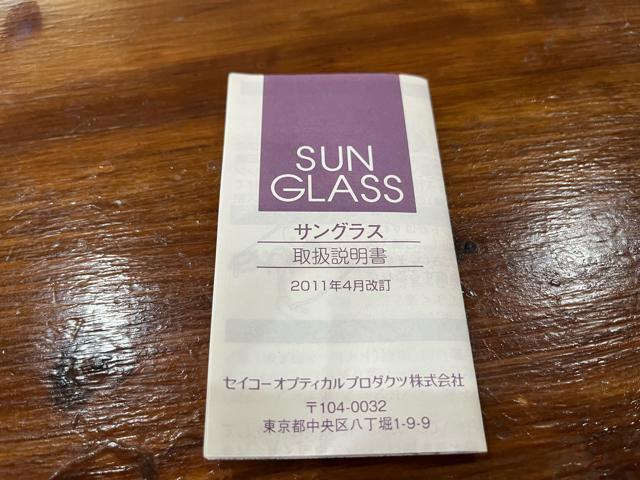 SUN
GLASS
サングラス
取扱説明書
2011年4月改訂
セイコーオプティカルプロダクツ株式会社
〒104-0032
東京都中央区八丁堀1-9-9